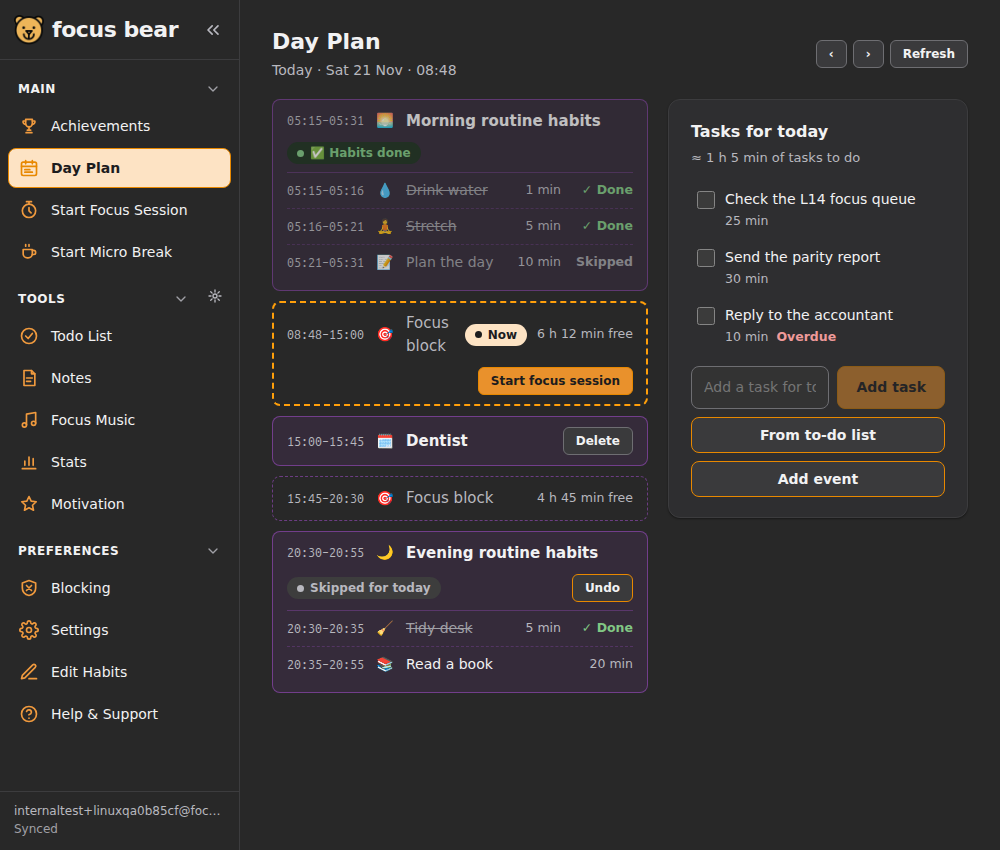 focus bear
MAIN
Achievements
Day Plan
Start Focus Session
Start Micro Break
TOOLS
Todo List
Notes
Focus Music
Stats
Motivation
PREFERENCES
Blocking
Settings
Edit Habits
Help & Support
internaltest+linuxqa0b85cf@foc...
Synced
Day Plan
Today · Sat 21 Nov · 08:48
‹ › Refresh
05:15–05:31 Morning routine habits
✅ Habits done
05:15–05:16 Drink water 1 min ✓ Done
05:16–05:21 Stretch 5 min ✓ Done
05:21–05:31 Plan the day 10 min Skipped
08:48–15:00 Focus block Now 6 h 12 min free
Start focus session
15:00–15:45 Dentist Delete
15:45–20:30 Focus block 4 h 45 min free
20:30–20:55 Evening routine habits
Skipped for today Undo
20:30–20:35 Tidy desk 5 min ✓ Done
20:35–20:55 Read a book 20 min
Tasks for today
≈ 1 h 5 min of tasks to do
Check the L14 focus queue
25 min
Send the parity report
30 min
Reply to the accountant
10 min Overdue
Add a task for to Add task
From to-do list
Add event